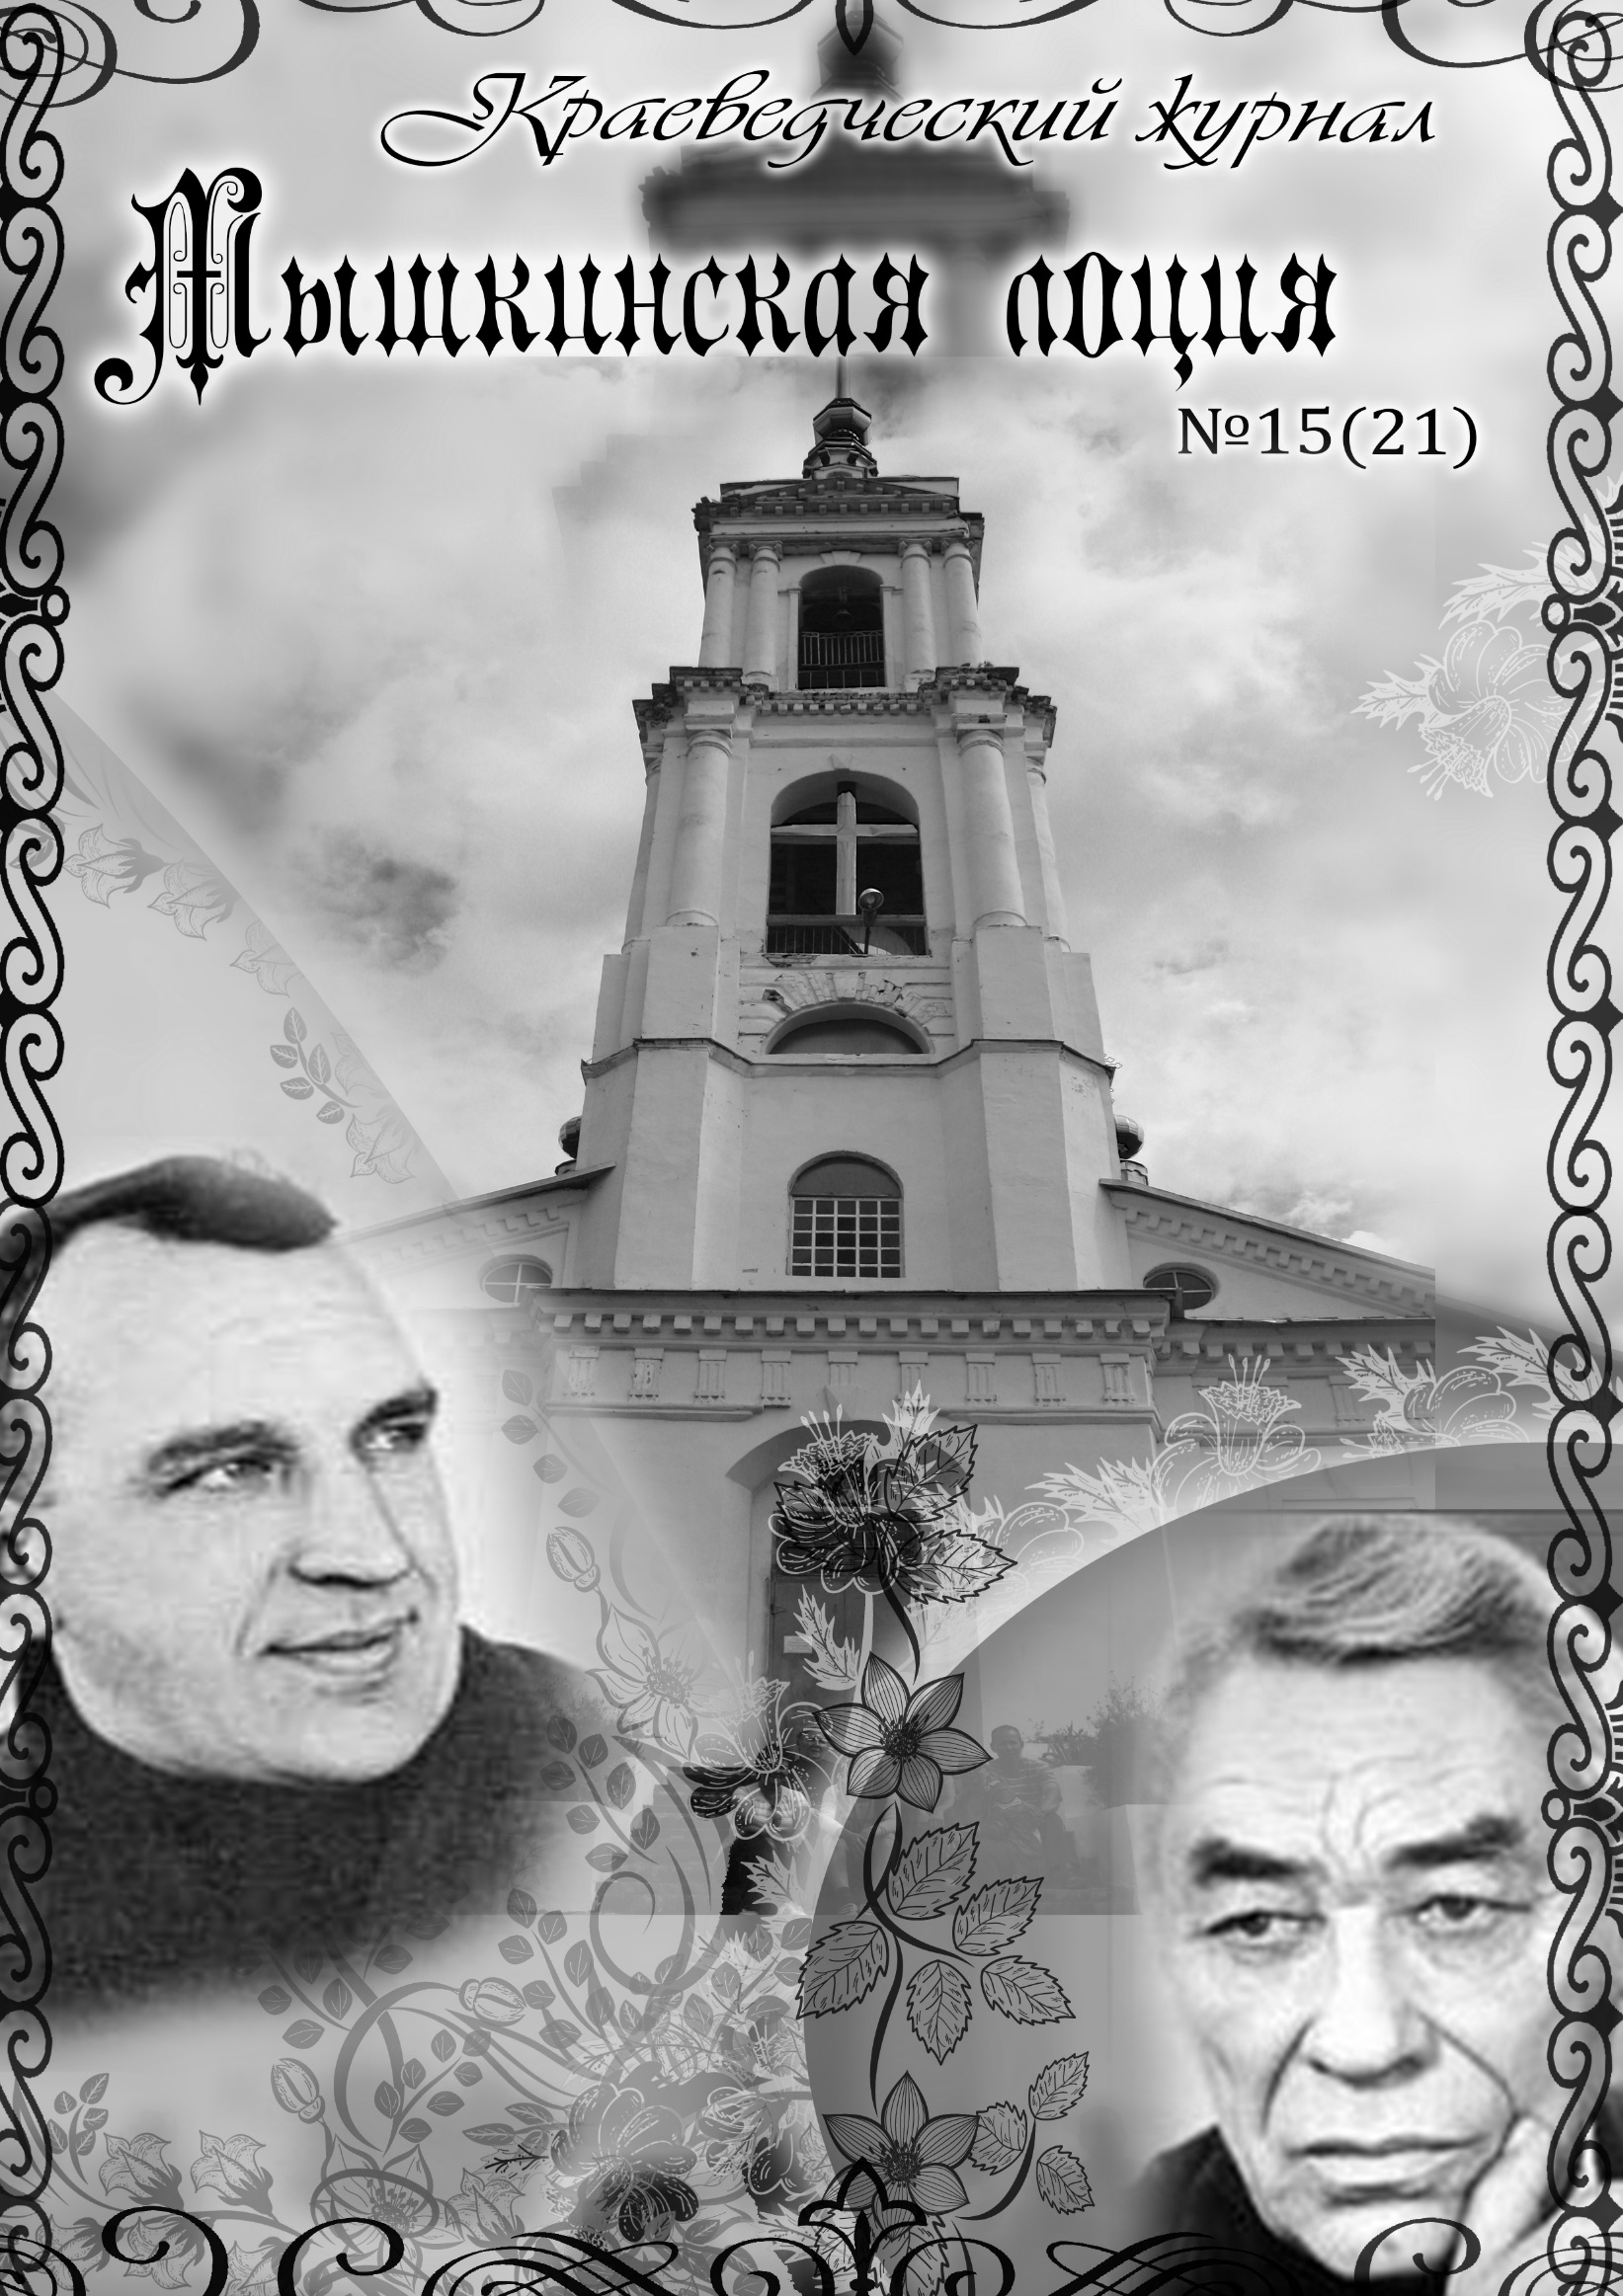 Краеведческий журнал
Мышкинская лоция
№15(21)